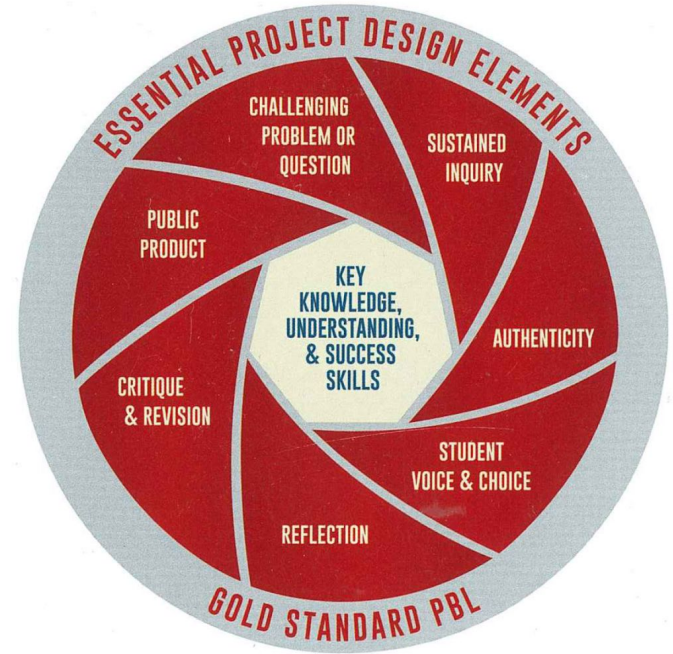 ESSENTIAL PROJECT DESIGN ELEMENTS
CHALLENGING
PROBLEM OR
QUESTION
SUSTAINED
INQUIRY
AUTHENTICITY
STUDENT
VOICE & CHOICE
REFLECTION
CRITIQUE
& REVISION
PUBLIC
PRODUCT
KEY
KNOWLEDGE,
UNDERSTANDING,
& SUCCESS
SKILLS
GOLD STANDARD PBL